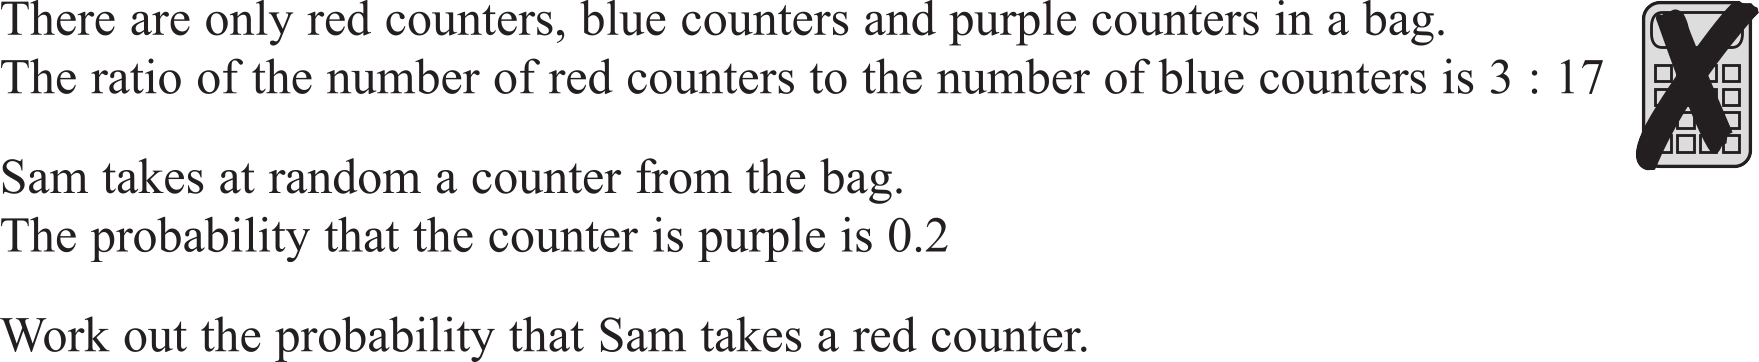 There are only red counters, blue counters and purple counters in a bag.
The ratio of the number of red counters to the number of blue counters is 3 : 17
Sam takes at random a counter from the bag.
The probability that the counter is purple is 0.2
Work out the probability that Sam takes a red counter.